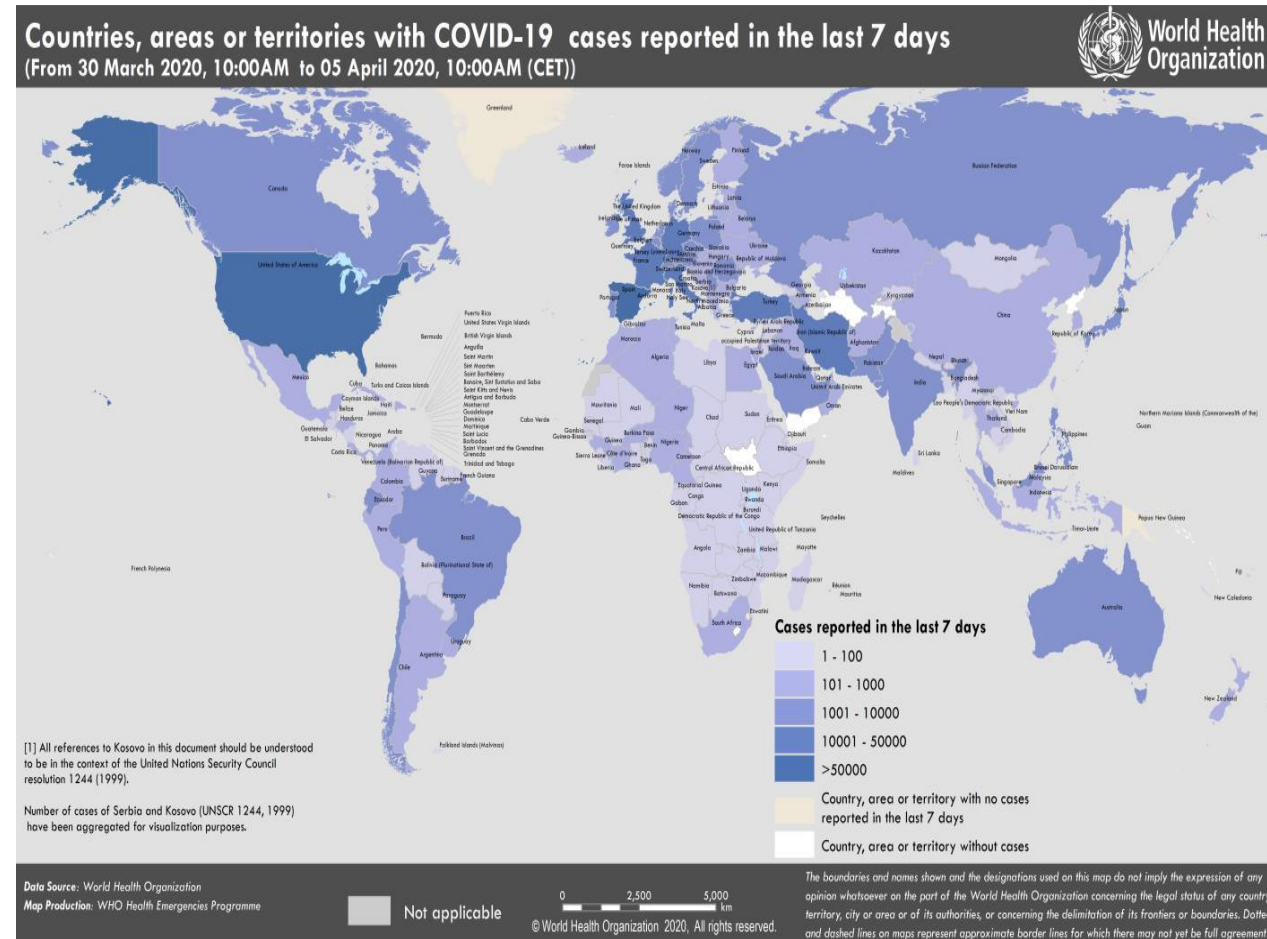 Countries, areas or territories with COVID-19 cases reported in the last 7 days
(From 30 March 2020, 10:00AM to 05 April 2020, 10:00AM (CET))
World Health
Organization
Greenland
Iceland
Faroe Islands
Norway
Sweden
Finland
Russian Federation
Canada
Estonia
Latvia
Lithuania
Denmark
The United Kingdom
Belarus
Poland
Germany
Ukraine
Guernsey
France
Slovakia
Hungary
Republic of Moldova
Kazakhstan
Mongolia
United States of America
Spain
Portugal
Andorra
Bulgaria
Albania
Greece
Turkey
Georgia
Armenia
Azerbaijan
Uzbekistan
Kyrgyzstan
China
Japan
Republic of Korea
Gibraltar
Tunisia
Malta
Cyprus
Lebanon
Syrian Arab Republic
occupied Palestinian territory
Israel
Jordan
Iraq
Iran (Islamic Republic of)
Kuwait
Afghanistan
Pakistan
Bahrain
Qatar
United Arab Emirates
Saudi Arabia
Oman
Nepal
Bhutan
India
Bangladesh
Myanmar
Lao People's Democratic Republic
Viet Nam
Thailand
Cambodia
Philippines
Northern Mariana Islands (Commonwealth of the)
Guam
Puerto Rico
United States Virgin Islands
British Virgin Islands
Anguilla
Saint Martin
Sint Maarten
Saint Barthélemy
Bonaire, Sint Eustatius and Saba
Saint Kitts and Nevis
Antigua and Barbuda
Montserrat
Guadeloupe
Dominica
Martinique
Saint Lucia
Barbados
Saint Vincent and the Grenadines
Grenada
Trinidad and Tobago
Bermuda
Bahamas
Mexico
Cuba
Turks and Caicos Islands
Cayman Islands
Haiti
Belize
Jamaica
Honduras
Guatemala
El Salvador
Nicaragua
Aruba
Costa Rica
Panama
Venezuela (Bolivarian Republic of)
Guyana
Suriname
French Guiana
Colombia
Ecuador
Peru
Brazil
Bolivia (Plurinational State of)
Paraguay
Uruguay
Argentina
Chile
Falkland Islands (Malvinas)
French Polynesia
Morocco
Algeria
Libya
Egypt
Cabo Verde
Mauritania
Mali
Niger
Chad
Sudan
Eritrea
Djibouti
Senegal
Gambia
Guinea-Bissau
Guinea
Burkina Faso
Sierra Leone
Côte d'Ivoire
Liberia
Ghana
Togo
Benin
Nigeria
Cameroon
Central African Republic
Ethiopia
Somalia
Equatorial Guinea
Congo
Gabon
Uganda
Kenya
Rwanda
Burundi
Democratic Republic of the Congo
United Republic of Tanzania
Seychelles
Angola
Zambia
Malawi
Mayotte
Zimbabwe
Mozambique
Madagascar
Réunion
Mauritius
Namibia
Botswana
Eswatini
South Africa
Sri Lanka
Maldives
Brunei Darussalam
Malaysia
Singapore
Indonesia
Timor-Leste
Papua New Guinea
Fiji
New Caledonia
Australia
New Zealand
Cases reported in the last 7 days
1 - 100
101 - 1000
1001 - 10000
10001 - 50000
>50000
Country, area or territory with no cases
reported in the last 7 days
Country, area or territory without cases
[1] All references to Kosovo in this document should be understood
to be in the context of the United Nations Security Council
resolution 1244 (1999).
Number of cases of Serbia and Kosovo (UNSCR 1244, 1999)
have been aggregated for visualization purposes.
Data Source: World Health Organization
Map Production: WHO Health Emergencies Programme
Not applicable
0 2,500 5,000
km
© World Health Organization 2020, All rights reserved.
The boundaries and names shown and the designations used on this map do not imply the expression of any
opinion whatsoever on the part of the World Health Organization concerning the legal status of any country
territory, city or area or of its authorities, or concerning the delimitation of its frontiers or boundaries. Dotted
and dashed lines on maps represent approximate border lines for which there may not yet be full agreement